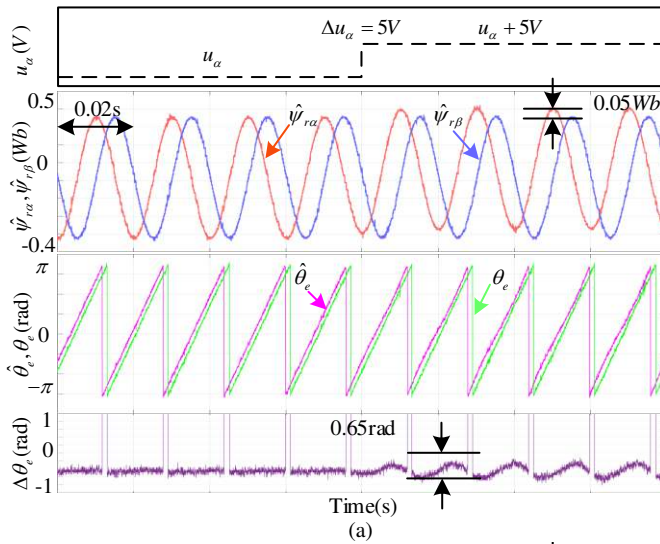 u_α(V)
Δu_α = 5V
u_α
u_α + 5V
ψ̂_rα, ψ̂_rβ(Wb)
0.5
0
-0.4
0.02s
ψ̂_rα
ψ̂_rβ
0.05Wb
θ̂_e, θ_e(rad)
π
0
-π
θ̂_e
θ_e
Δθ_e(rad)
1
0
-1
0.65rad
Time(s)
(a)